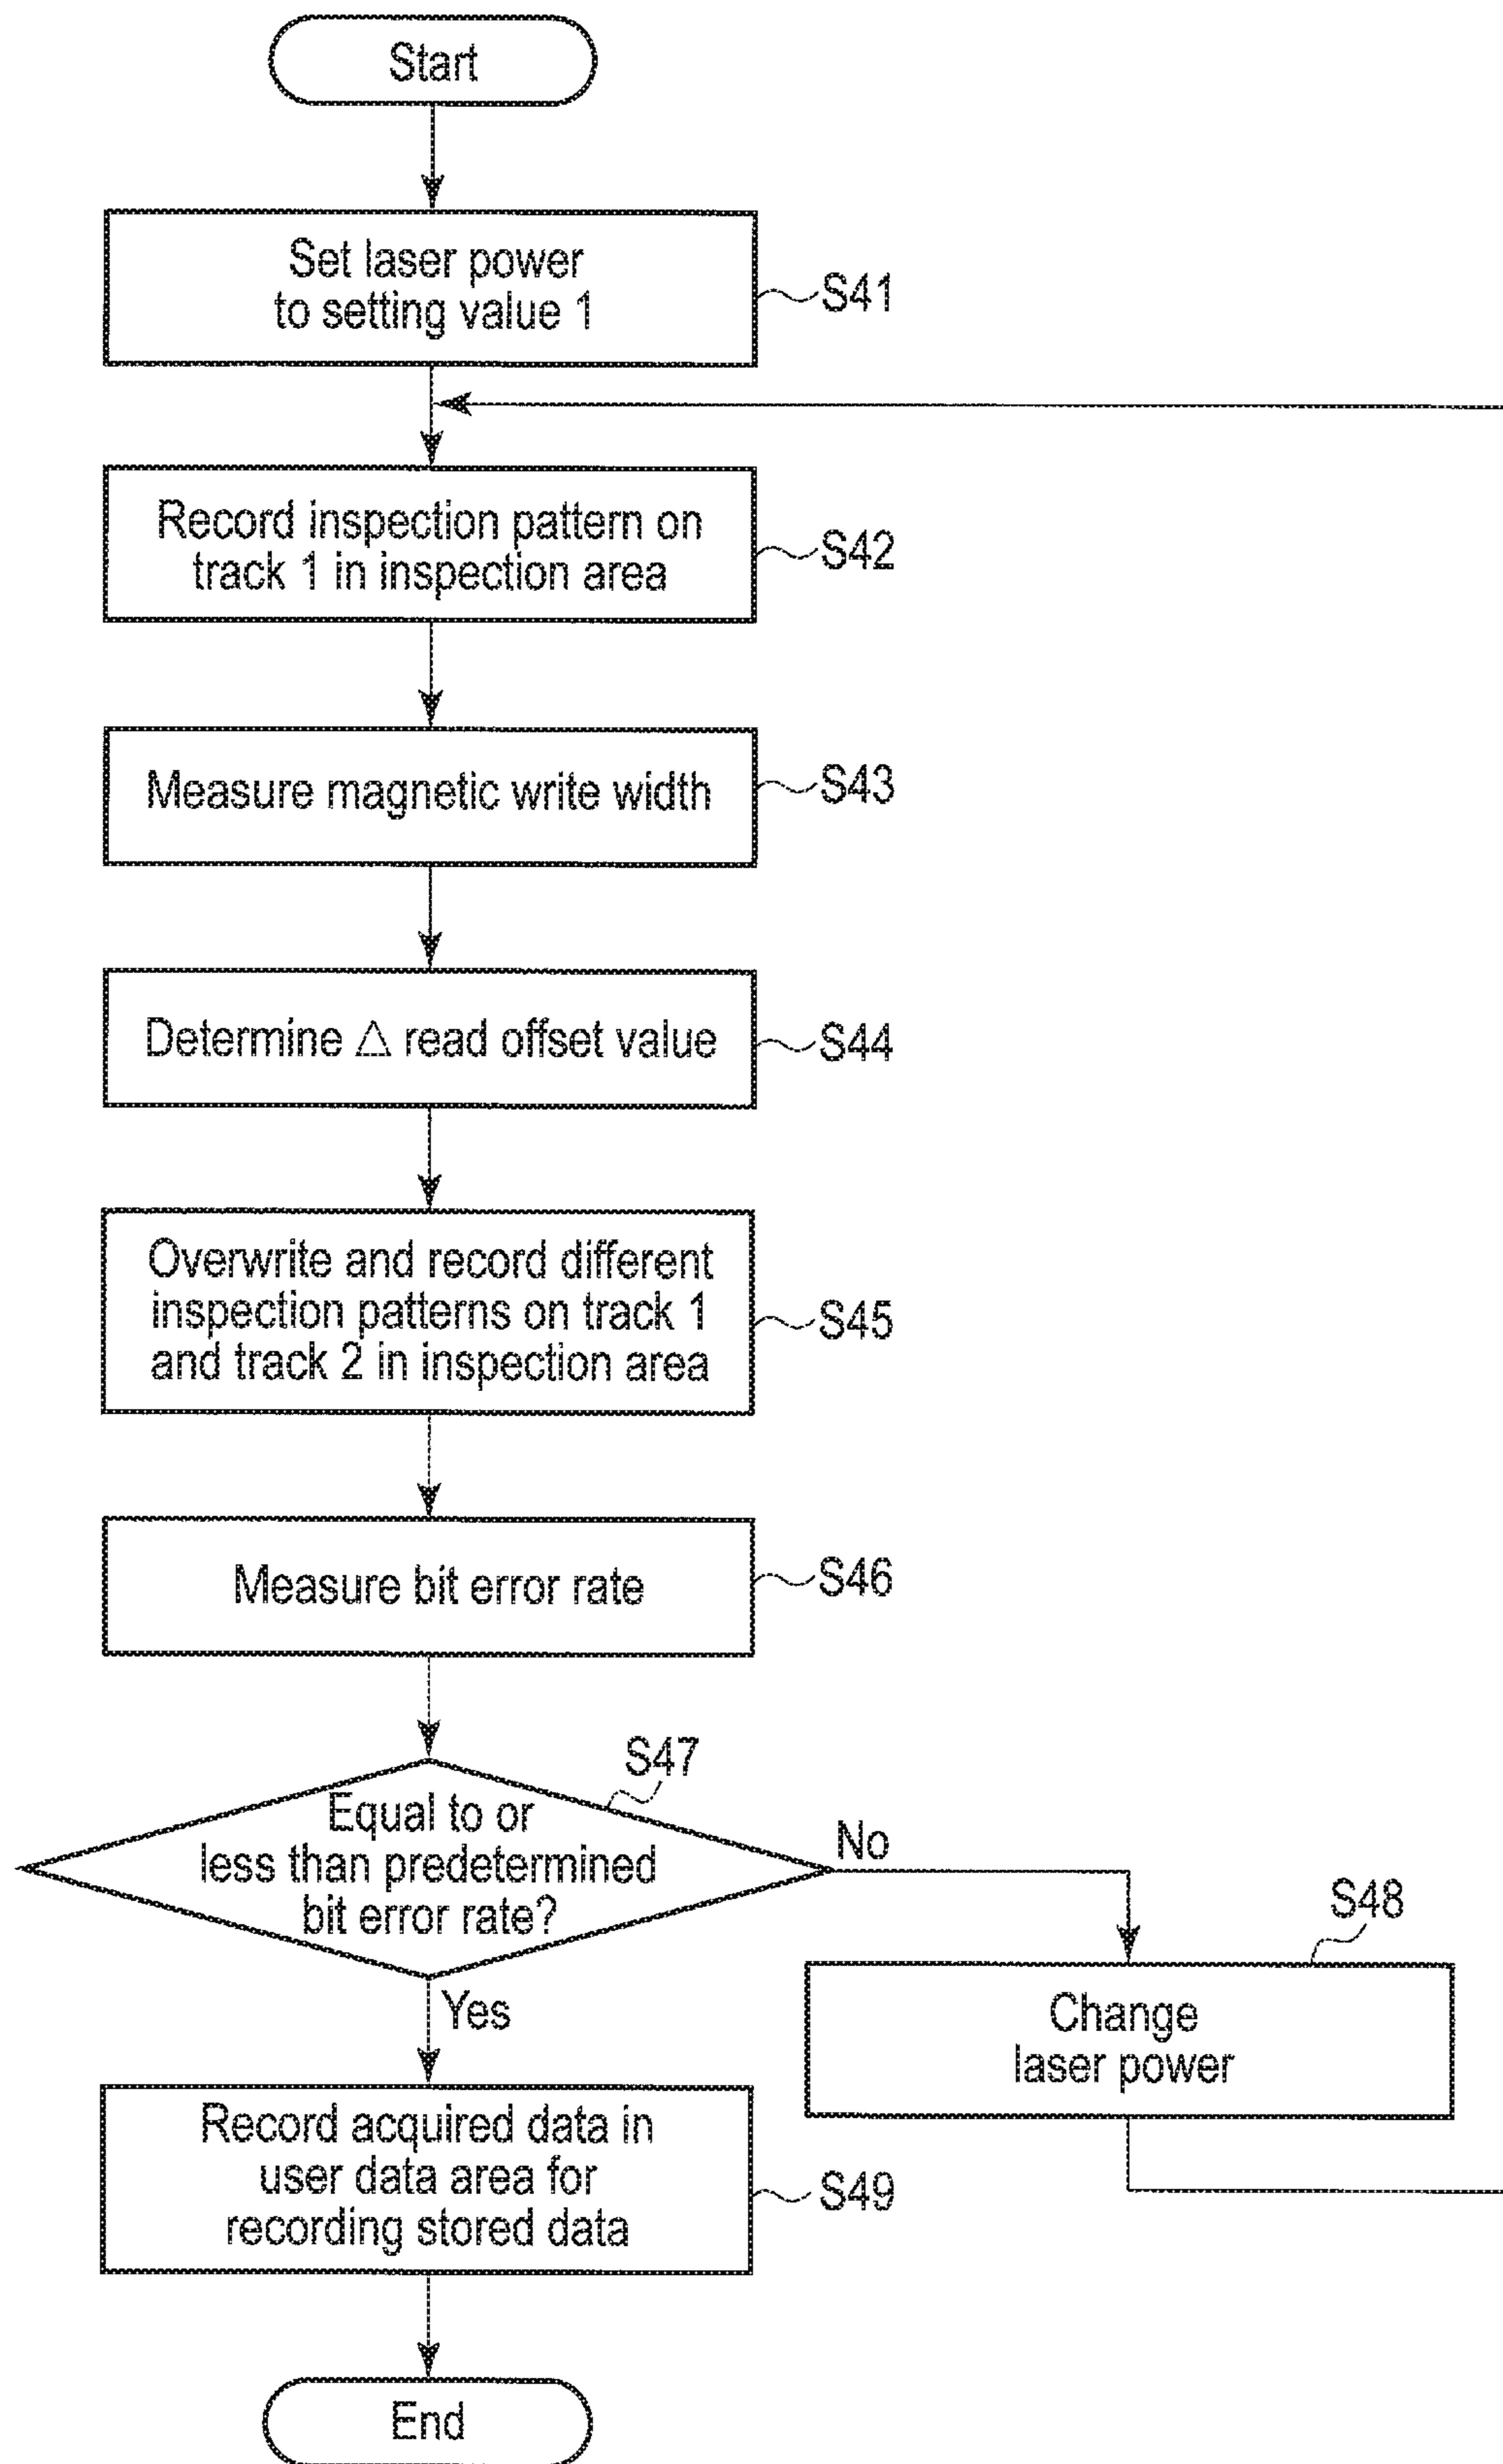 Start
Set laser power
to setting value 1
S41
Record inspection pattern on
track 1 in inspection area
S42
Measure magnetic write width
S43
Determine △ read offset value
S44
Overwrite and record different
inspection patterns on track 1
and track 2 in inspection area
S45
Measure bit error rate
S46
S47
Equal to or
less than predetermined
bit error rate?
No
Yes
S48
Change
laser power
Record acquired data in
user data area for
recording stored data
S49
End